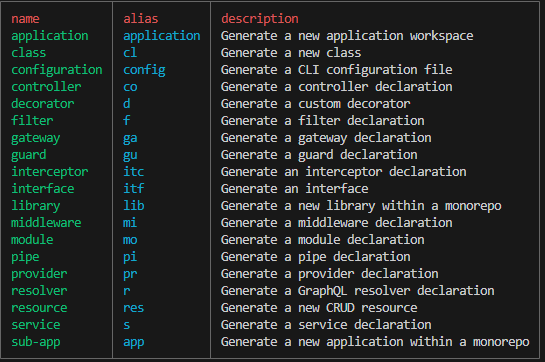 name alias description
application application Generate a new application workspace
class cl Generate a new class
configuration config Generate a CLI configuration file
controller co Generate a controller declaration
decorator d Generate a custom decorator
filter f Generate a filter declaration
gateway ga Generate a gateway declaration
guard gu Generate a guard declaration
interceptor itc Generate an interceptor declaration
interface itf Generate an interface
library lib Generate a new library within a monorepo
middleware mi Generate a middleware declaration
module mo Generate a module declaration
pipe pi Generate a pipe declaration
provider pr Generate a provider declaration
resolver r Generate a GraphQL resolver declaration
resource res Generate a new CRUD resource
service s Generate a service declaration
sub-app app Generate a new application within a monorepo